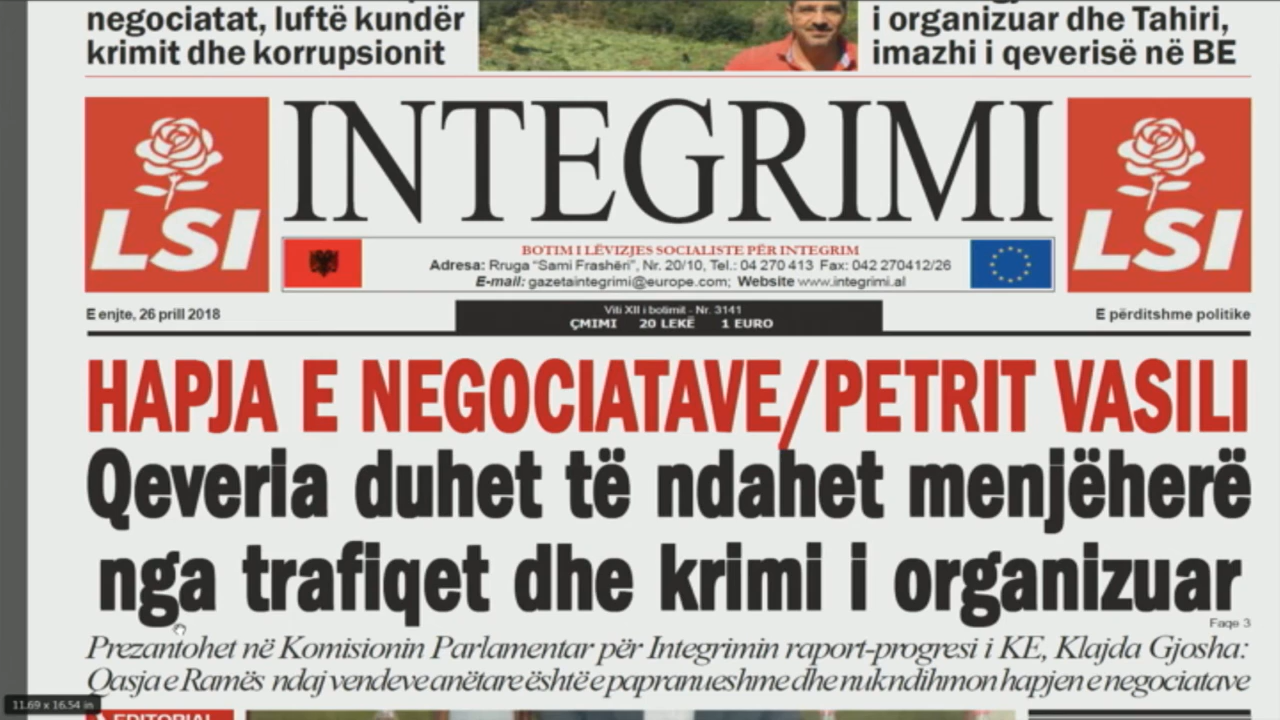 negociatat, luftë kundër
krimit dhe korrupsionit
i organizuar dhe Tahiri,
imazhi i qeverisë në BE
LSI
INTEGRIMI
LSI
BOTIM I LËVIZJES SOCIALISTE PËR INTEGRIM
Adresa: Rruga "Sami Frashëri", Nr. 20/10, Tel.: 04 270 413 Fax: 042 270412/26
E-mail: gazetaintegrimi@europe.com; Website www.integrimi.al
E enjte, 26 prill 2018
Viti XII i botimit - Nr. 3141
ÇMIMI 20 LEKË 1 EURO
E përditshme politike
HAPJA E NEGOCIATAVE/PETRIT VASILI
Qeveria duhet të ndahet menjëherë
nga trafiqet dhe krimi i organizuar
Faqe 3
Prezantohet në Komisionin Parlamentar për Integrimin raport-progresi i KE, Klajda Gjosha:
Qasja e Ramës ndaj vendeve anëtare është e papranueshme dhe nuk ndihmon hapjen e negociatave
11.69 x 16.54 in
EDITORIAL